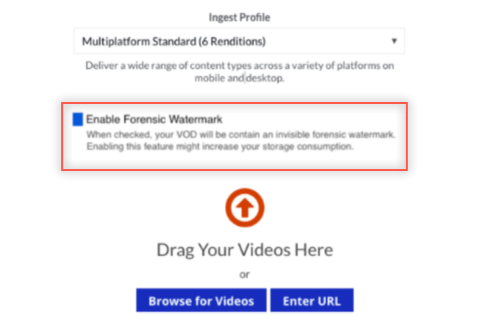 Ingest Profile
Multiplatform Standard (6 Renditions)
Deliver a wide range of content types across a variety of platforms on
mobile and desktop.
Enable Forensic Watermark
When checked, your VOD will be contain an invisible forensic watermark.
Enabling this feature might increase your storage consumption.
Drag Your Videos Here
or
Browse for Videos Enter URL